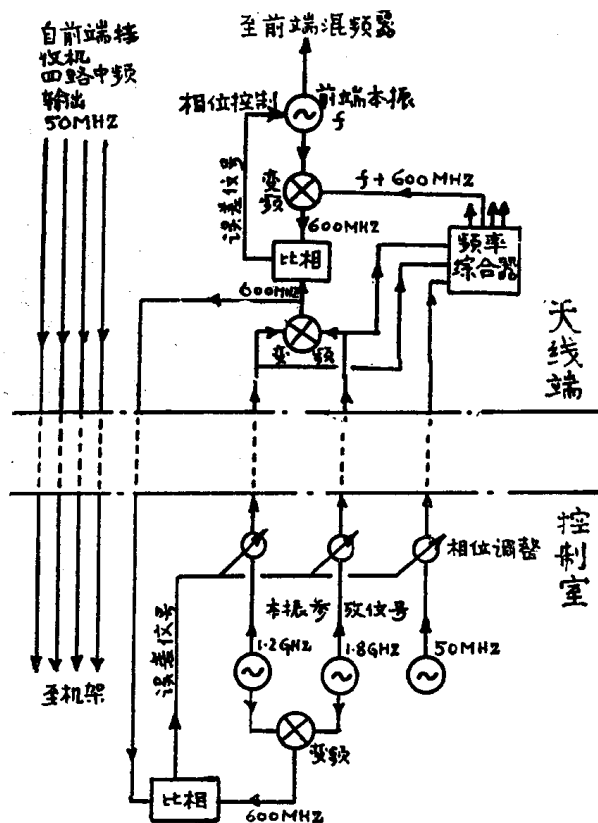 自前端接
收机
四路中频
输出
50MHZ
至前端混频器
相位控制
前端本振
f
误差信号
变
频
f+600MHZ
600MHZ
比相
频率
综合器
600MHZ
变频
天线端
控制室
相位调整
本振参考信号
误差信号
1.2GHZ
1.8GHZ
50MHZ
至机架
变频
比相
600MHZ